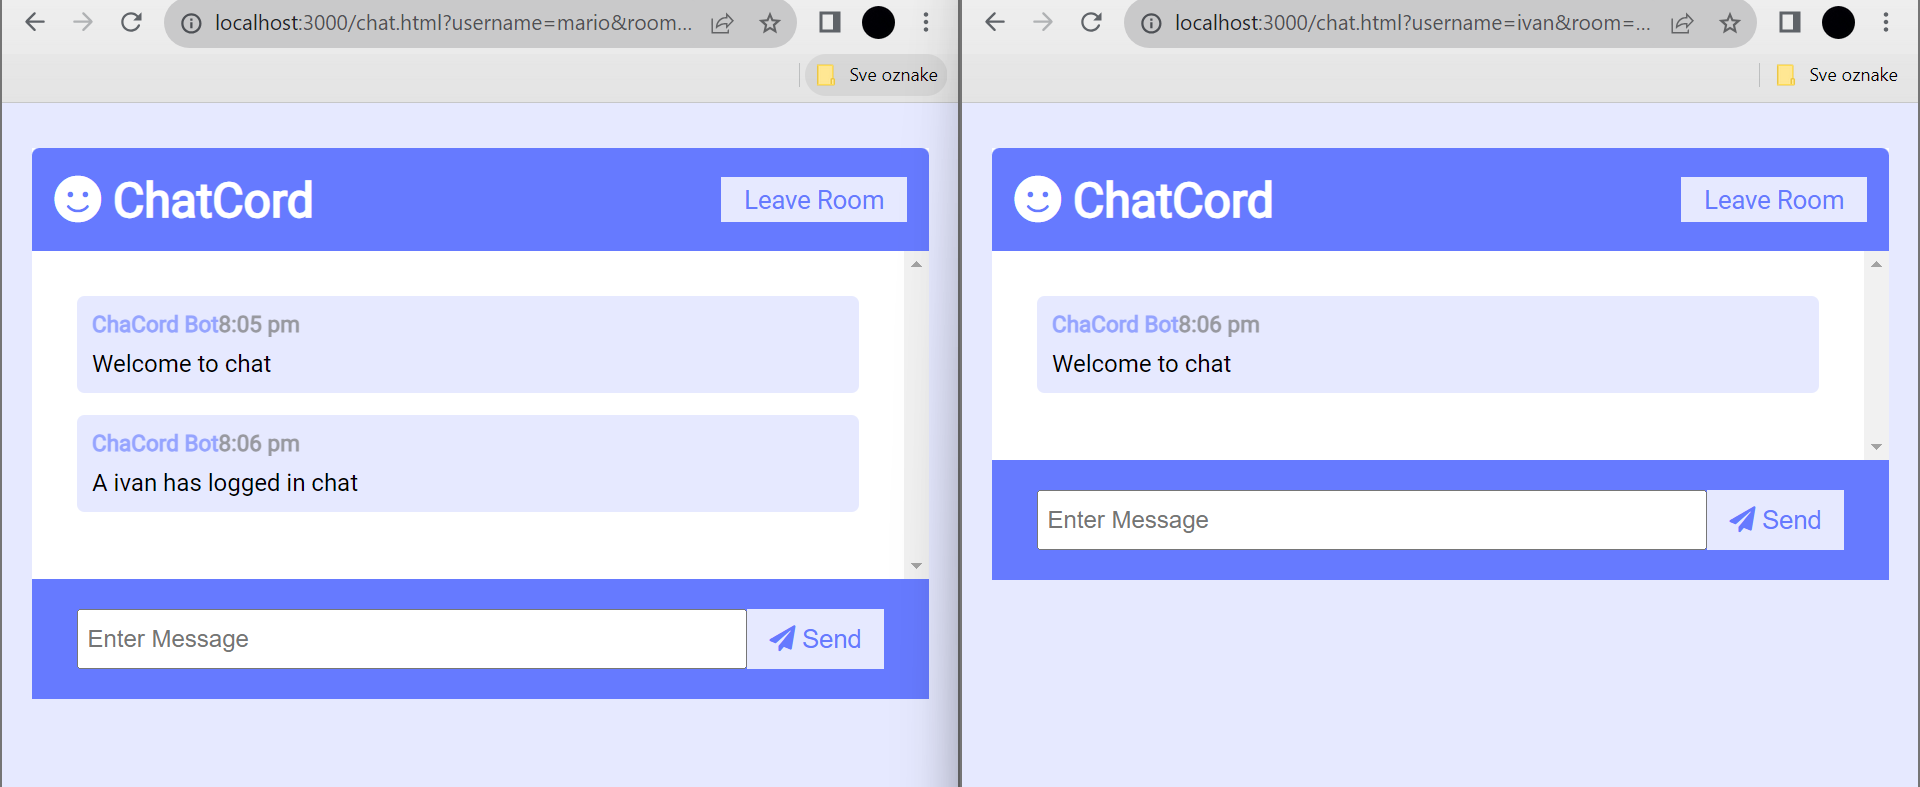 localhost:3000/chat.html?username=mario&room...
Sve oznake
ChatCord
Leave Room
ChaCord Bot8:05 pm
Welcome to chat
ChaCord Bot8:06 pm
A ivan has logged in chat
Enter Message
Send
localhost:3000/chat.html?username=ivan&room=...
Sve oznake
ChatCord
Leave Room
ChaCord Bot8:06 pm
Welcome to chat
Enter Message
Send